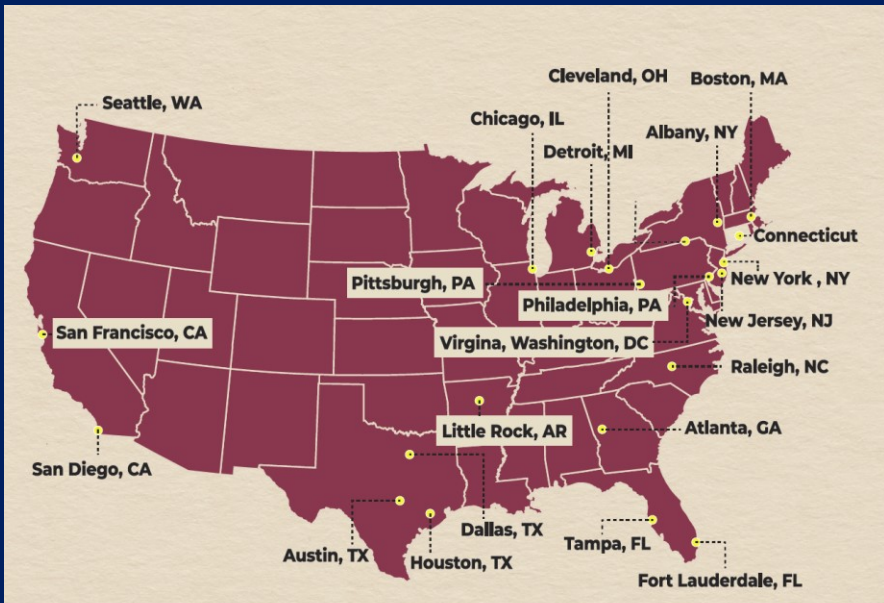 Cleveland, OH
Boston, MA
Seattle, WA
Chicago, IL
Albany, NY
Detroit, MI
Connecticut
Pittsburgh, PA
New York , NY
Philadelphia, PA
New Jersey, NJ
San Francisco, CA
Virgina, Washington, DC
Raleigh, NC
Little Rock, AR
Atlanta, GA
San Diego, CA
Dallas, TX
Austin, TX
Houston, TX
Tampa, FL
Fort Lauderdale, FL